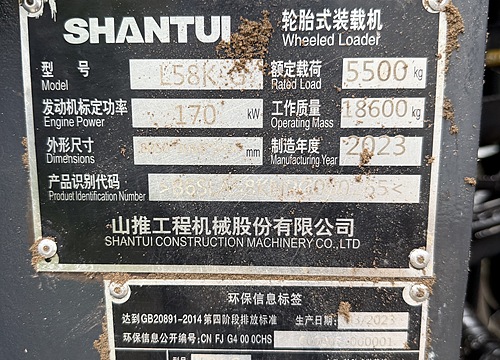 SHANTUI 轮胎式装载机
Wheeled Loader
型 号 额定载荷 5500 kg
Model Rated Load
发动机标定功率 170 kW 工作质量 18600 kg
Engine Power Operating Mass
外形尺寸 mm 制造年度 2023
Dimensions Manufacturing Year
产品识别代码
Product Identification Number
山推工程机械股份有限公司
SHANTUI CONSTRUCTION MACHINERY CO.,LTD
环保信息标签
达到GB20891-2014第四阶段排放标准 生产日期:
环保信息公开编号:CN FJ G4 00 0CHS